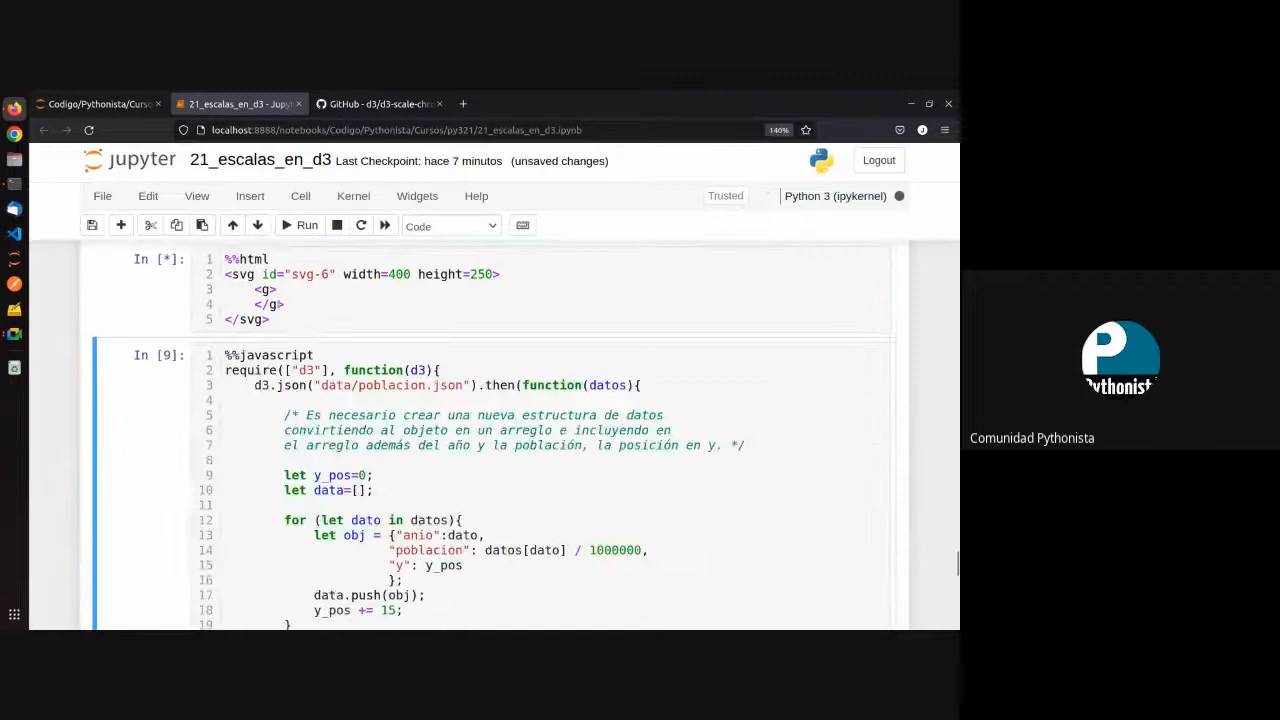 Codigo/Pythonista/Curso
21_escalas_en_d3 - Jupyt
GitHub - d3/d3-scale-chro
localhost:8888/notebooks/Codigo/Pythonista/Cursos/py321/21_escalas_en_d3.ipynb
140%
jupyter 21_escalas_en_d3 Last Checkpoint: hace 7 minutos (unsaved changes)
Logout
File Edit View Insert Cell Kernel Widgets Help
Trusted
Python 3 (ipykernel)
Run
Code
In [*]:
1 %%html
2 <svg id="svg-6" width=400 height=250>
3 <g>
4 </g>
5 </svg>
In [9]:
1 %%javascript
2 require(["d3"], function(d3){
3 d3.json("data/poblacion.json").then(function(datos){
4
5 /* Es necesario crear una nueva estructura de datos
6 convirtiendo al objeto en un arreglo e incluyendo en
7 el arreglo además del año y la población, la posición en y. */
8
9 let y_pos=0;
10 let data=[];
11
12 for (let dato in datos){
13 let obj = {"anio":dato,
14 "poblacion": datos[dato] / 1000000,
15 "y": y_pos
16 };
17 data.push(obj);
18 y_pos += 15;
19 }
P
Pythonist
Comunidad Pythonista